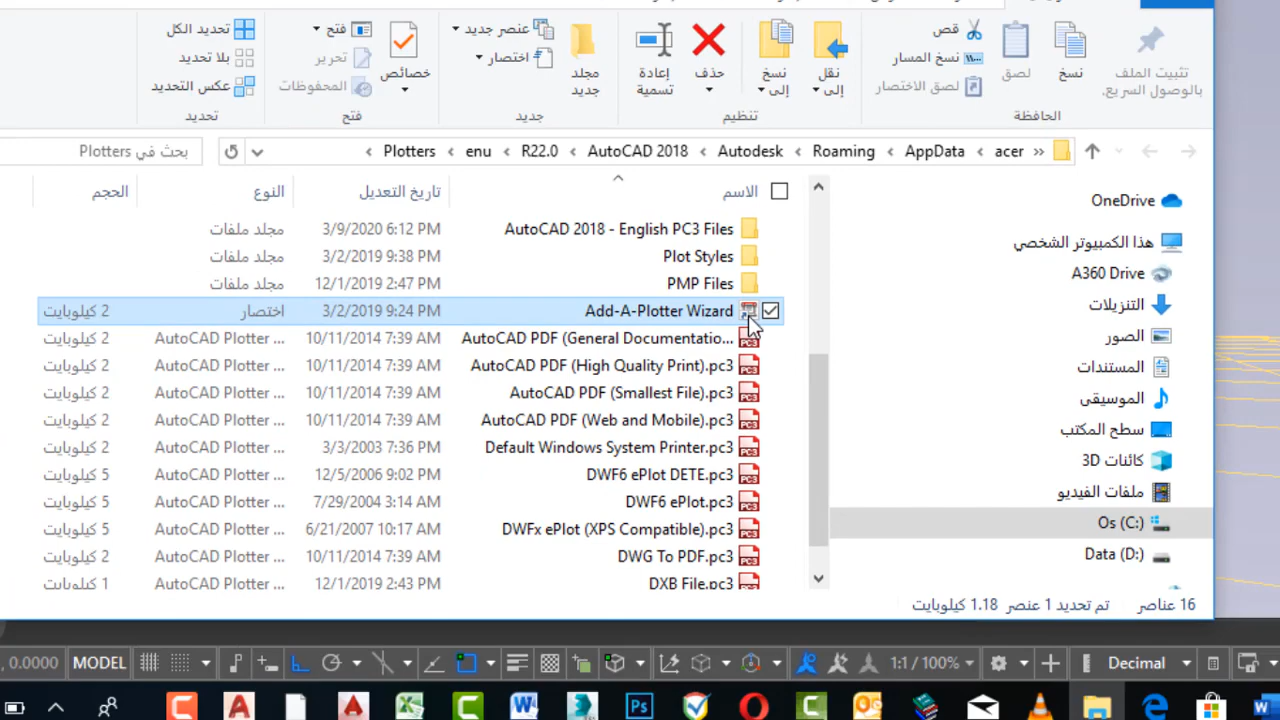 تثبيت الملف
بالوصول السريع.
نسخ
لصق
قص
نسخ المسار
لصق الاختصار
الحافظة
نقل
إلى
نسخ
إلى
حذف
إعادة
تسمية
تنظيم
مجلد
جديد
عنصر جديد
اختصار
جديد
خصائص
فتح
تحرير
المحفوظات
فتح
تحديد الكل
بلا تحديد
عكس التحديد
تحديد
acer › AppData › Roaming › Autodesk › AutoCAD 2018 › R22.0 › enu › Plotters
بحث في Plotters
OneDrive
هذا الكمبيوتر الشخصي
A360 Drive
التنزيلات
الصور
المستندات
الموسيقى
سطح المكتب
كائنات 3D
ملفات الفيديو
Os (C:)
Data (D:)
الاسم تاريخ التعديل النوع الحجم
AutoCAD 2018 - English PC3 Files 3/9/2020 6:12 PM مجلد ملفات
Plot Styles 3/2/2019 9:38 PM مجلد ملفات
PMP Files 12/1/2019 2:47 PM مجلد ملفات
Add-A-Plotter Wizard 3/2/2019 9:24 PM اختصار 2 كيلوبايت
AutoCAD PDF (General Documentatio... 10/11/2014 7:39 AM AutoCAD Plotter ... 2 كيلوبايت
AutoCAD PDF (High Quality Print).pc3 10/11/2014 7:39 AM AutoCAD Plotter ... 2 كيلوبايت
AutoCAD PDF (Smallest File).pc3 10/11/2014 7:39 AM AutoCAD Plotter ... 2 كيلوبايت
AutoCAD PDF (Web and Mobile).pc3 10/11/2014 7:39 AM AutoCAD Plotter ... 2 كيلوبايت
Default Windows System Printer.pc3 3/3/2003 7:36 PM AutoCAD Plotter ... 2 كيلوبايت
DWF6 ePlot DETE.pc3 12/5/2006 9:02 PM AutoCAD Plotter ... 5 كيلوبايت
DWF6 ePlot.pc3 7/29/2004 3:14 AM AutoCAD Plotter ... 5 كيلوبايت
DWFx ePlot (XPS Compatible).pc3 6/21/2007 10:17 AM AutoCAD Plotter ... 5 كيلوبايت
DWG To PDF.pc3 10/11/2014 7:39 AM AutoCAD Plotter ... 2 كيلوبايت
DXB File.pc3 12/1/2019 2:43 PM AutoCAD Plotter ... 1 كيلوبايت
16 عناصر تم تحديد 1 عنصر 1.18 كيلوبايت
, 0.0000 MODEL 1:1 / 100% Decimal